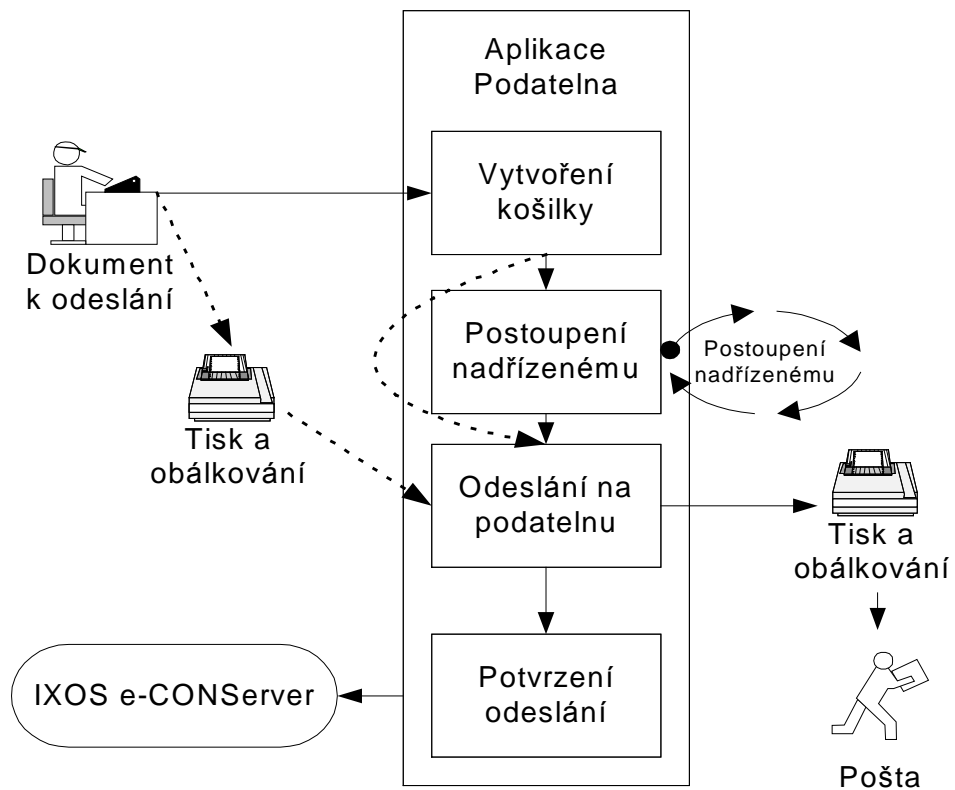 Aplikace
Podatelna
Vytvoření
košilky
Dokument
k odeslání
Postoupení
nadřízenému
Postoupení
nadřízenému
Tisk a
obálkování
Odeslání na
podatelnu
Tisk a
obálkování
IXOS e-CONServer
Potvrzení
odeslání
Pošta